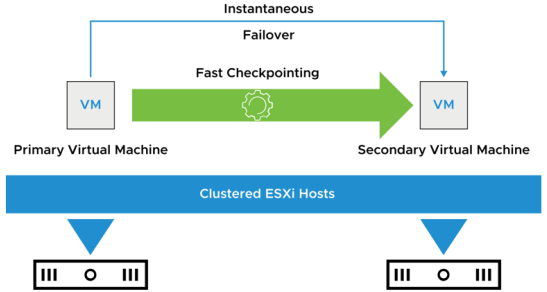 Instantaneous
Failover
Fast Checkpointing
VM
VM
Primary Virtual Machine
Secondary Virtual Machine
Clustered ESXi Hosts